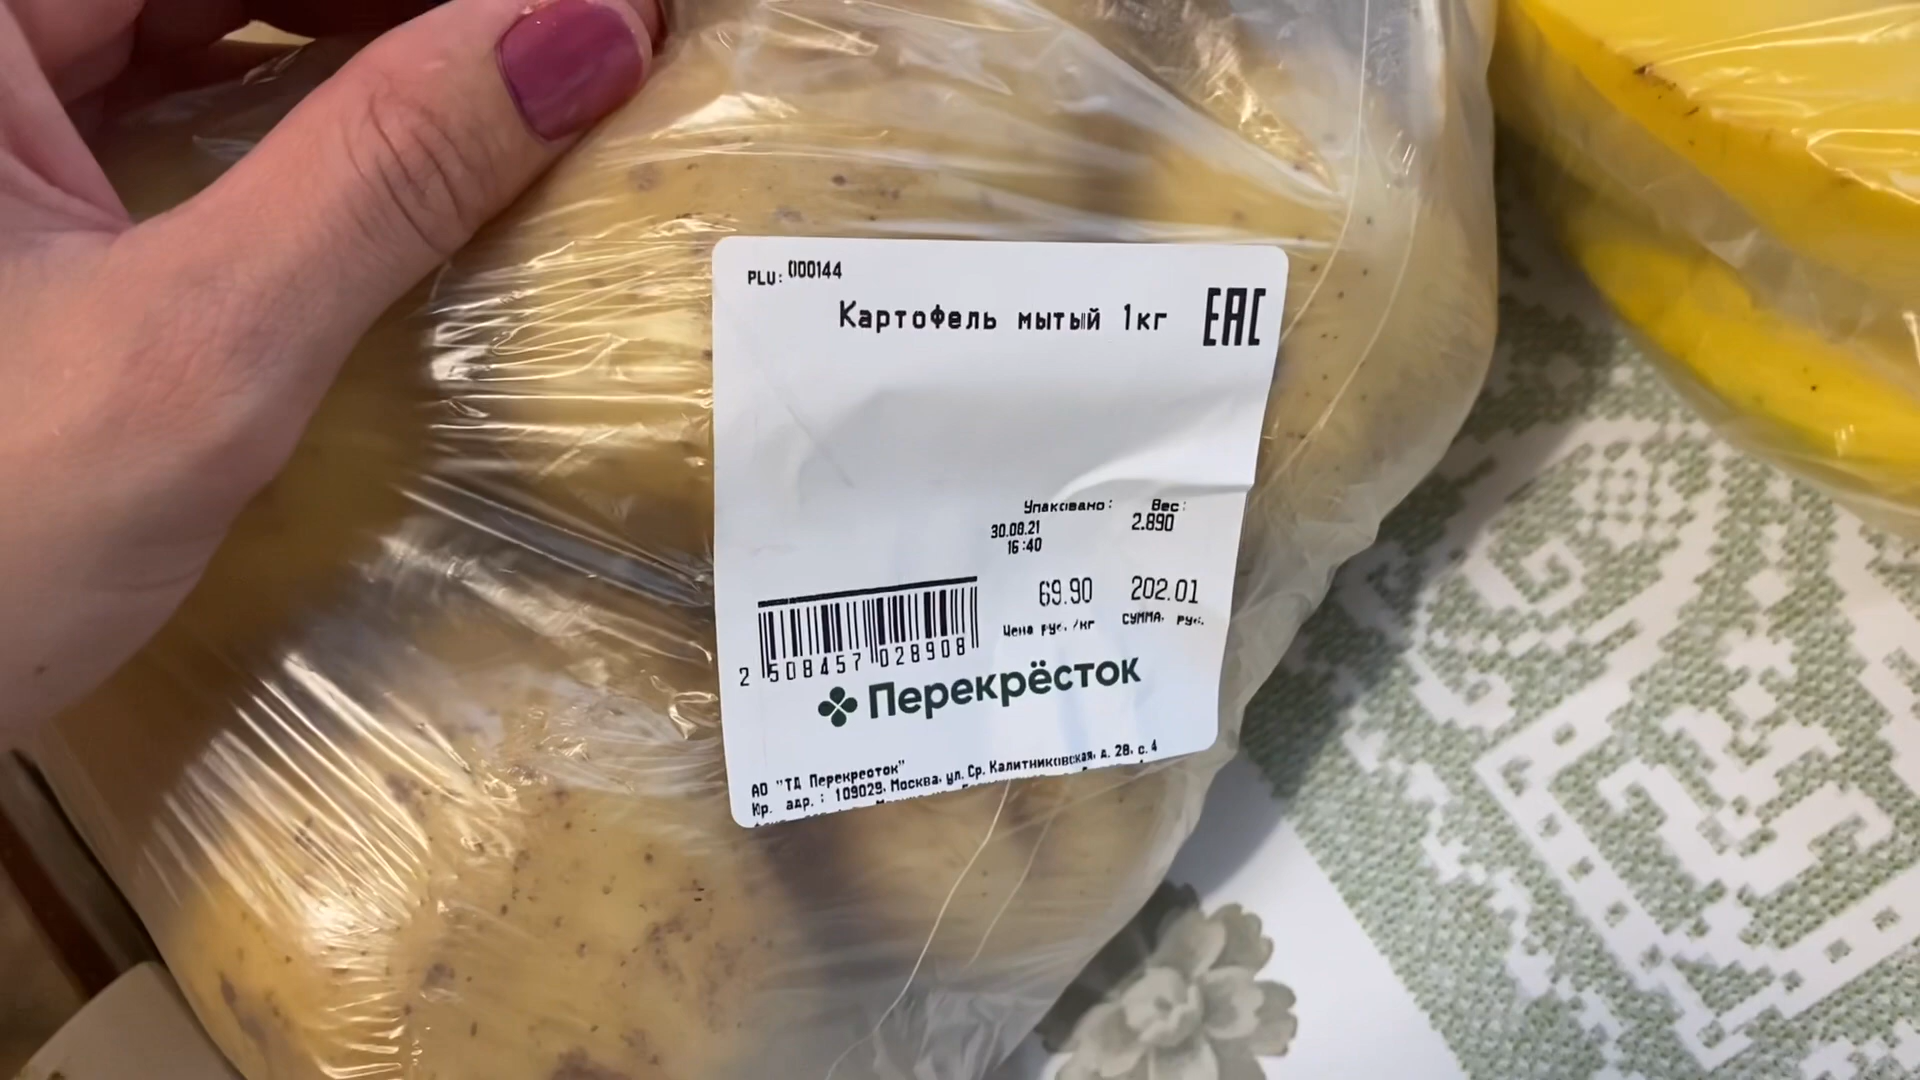 PLU: 000144
Картофель мытый 1кг
EAC
Упаковано: Вес:
30.08.21 2.890
16:40
69.90 202.01
Цена руб./кг СУММА, руб.
2 508457 028908
Перекрёсток
АО "ТД Перекресток"
Юр. адр.: 109029, Москва, ул. Ср. Калитниковская, д. 28, с. 4